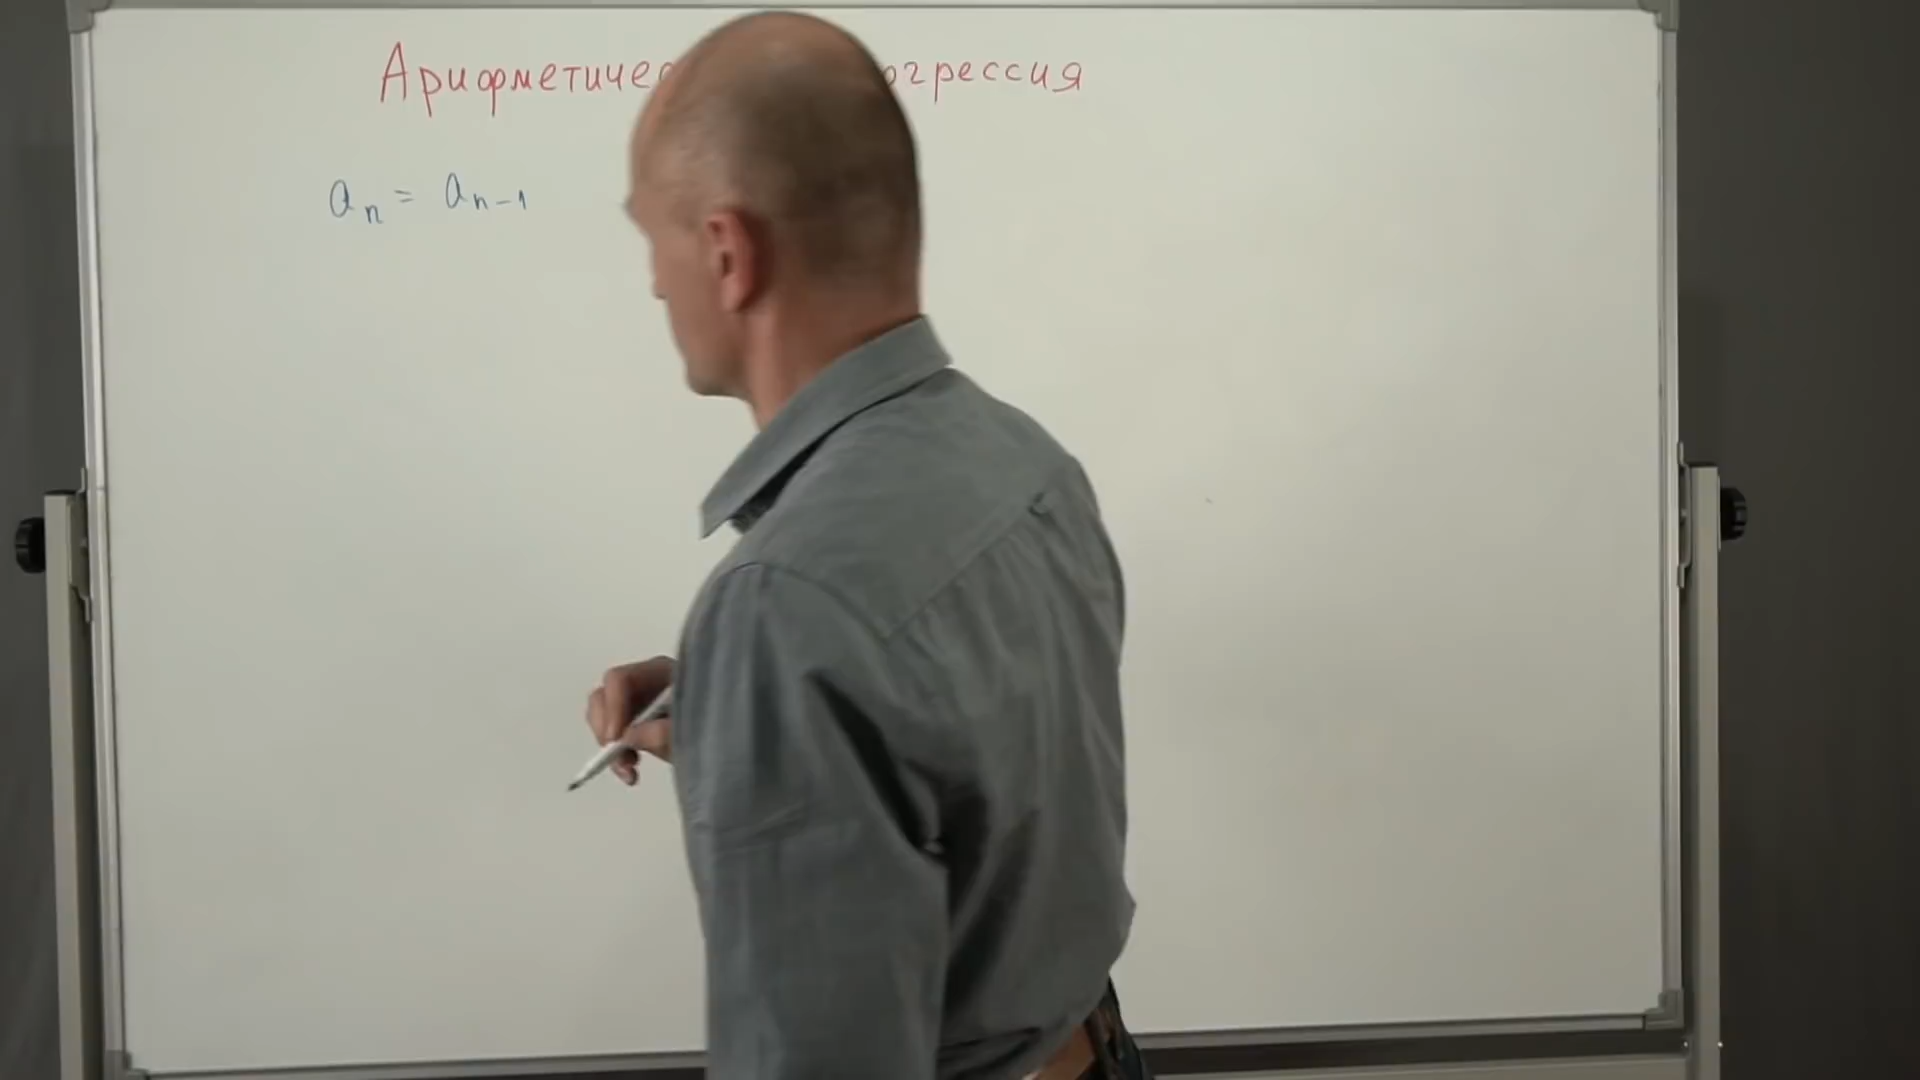 Арифметичес огрессия
aₙ = aₙ₋₁